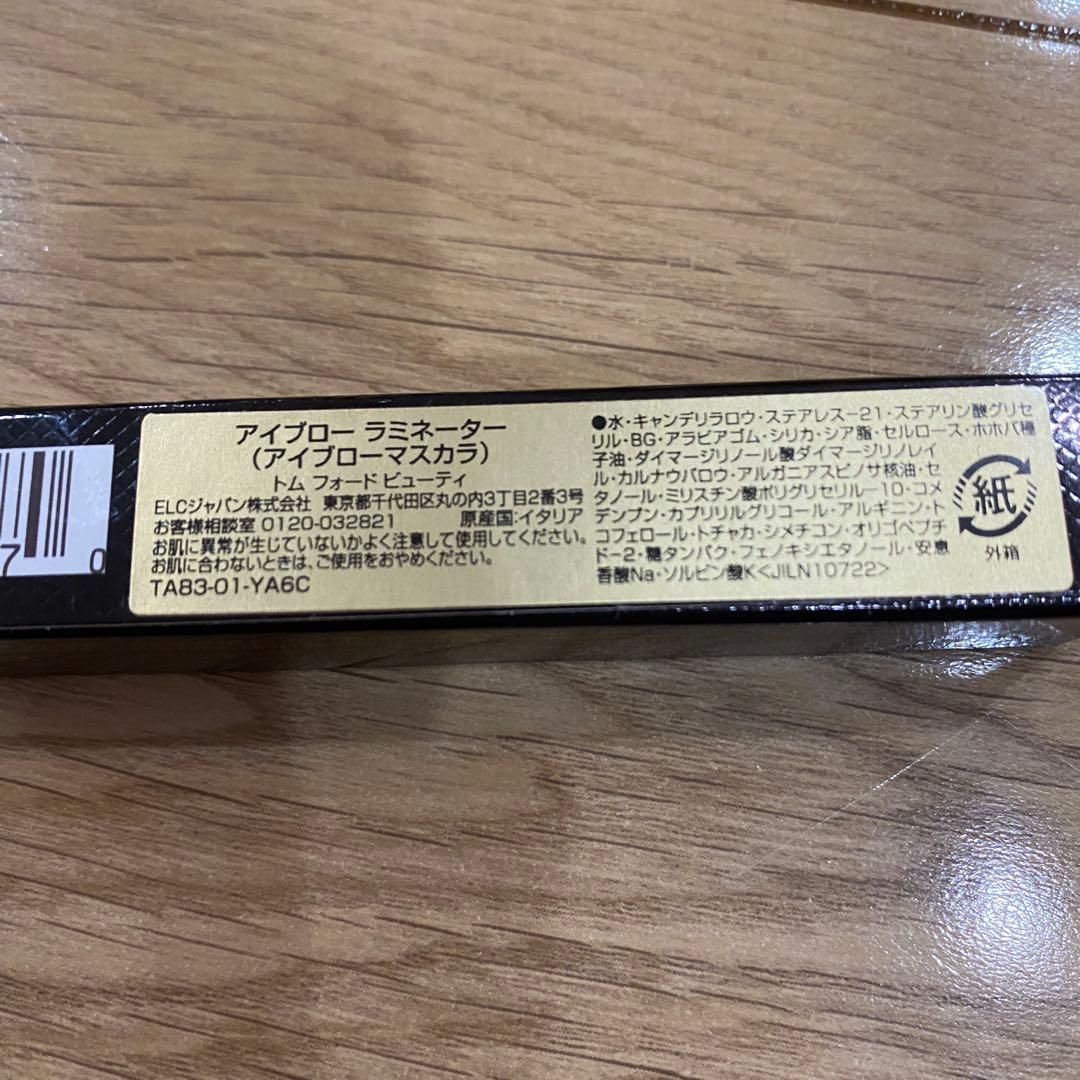 アイブロー ラミネーター
(アイブローマスカラ)
トム フォード ビューティ
ELCジャパン株式会社 東京都千代田区丸の内3丁目2番3号
お客様相談室 0120-032821 原産国:イタリア
お肌に異常が生じていないかよく注意して使用してください。
お肌に合わないときは、ご使用をおやめください。
TA83-01-YA6C
●水・キャンデリラロウ・ステアレス-21・ステアリン酸グリセ
リル・BG・アラビアゴム・シリカ・シア脂・セルロース・ホホバ種
子油・ダイマージリノール酸ダイマージリノレイ
ル・カルナウバロウ・アルガニアスピノサ核油・セ
タノール・ミリスチン酸ポリグリセリル-10・コメ
デンプン・カプリリルグリコール・アルギニン・ト
コフェロール・トチャカ・シメチコン・オリゴペプチ
ド-2・糖タンパク・フェノキシエタノール・安息
香酸Na・ソルビン酸K<JILN10722>
紙
外箱
7 0